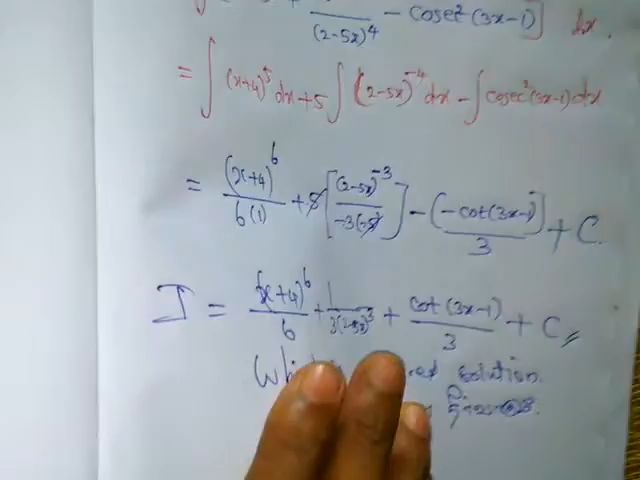 + /(2-5x)^4 - cosec²(3x-1)] dx.
= ∫(x+4)^5 dx + 5∫(2-5x)^-4 dx - ∫cosec²(3x-1) dx
= (x+4)^6/6(1) + 5[(2-5x)^-3/-3(-5)] - (-cot(3x-1)/3] + C.
I = (x+4)^6/6 + 1/3(2-5x)^3 + cot(3x-1)/3 + C
solution.